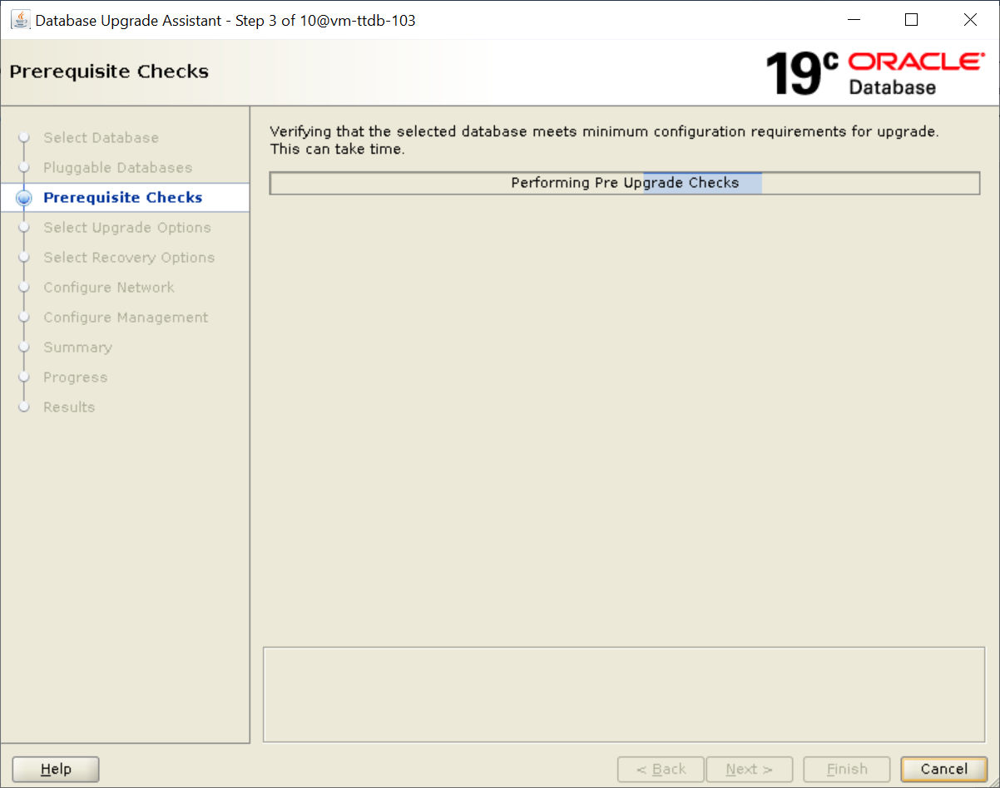 Database Upgrade Assistant - Step 3 of 10@vm-ttdb-103
Prerequisite Checks
19c ORACLE
Database
Select Database
Pluggable Databases
Prerequisite Checks
Select Upgrade Options
Select Recovery Options
Configure Network
Configure Management
Summary
Progress
Results
Verifying that the selected database meets minimum configuration requirements for upgrade.
This can take time.
Performing Pre Upgrade Checks
Help
< Back
Next >
Finish
Cancel